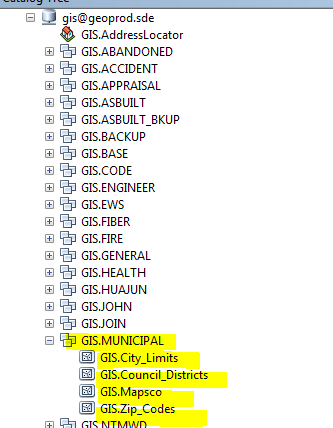 Catalog Tree
gis@geoprod.sde
GIS.AddressLocator
GIS.ABANDONED
GIS.ACCIDENT
GIS.APPRAISAL
GIS.ASBUILT
GIS.ASBUILT_BKUP
GIS.BACKUP
GIS.BASE
GIS.CODE
GIS.ENGINEER
GIS.EWS
GIS.FIBER
GIS.FIRE
GIS.GENERAL
GIS.HEALTH
GIS.HUAJUN
GIS.JOHN
GIS.JOIN
GIS.MUNICIPAL
GIS.City_Limits
GIS.Council_Districts
GIS.Mapsco
GIS.Zip_Codes
GIS.NTMWD